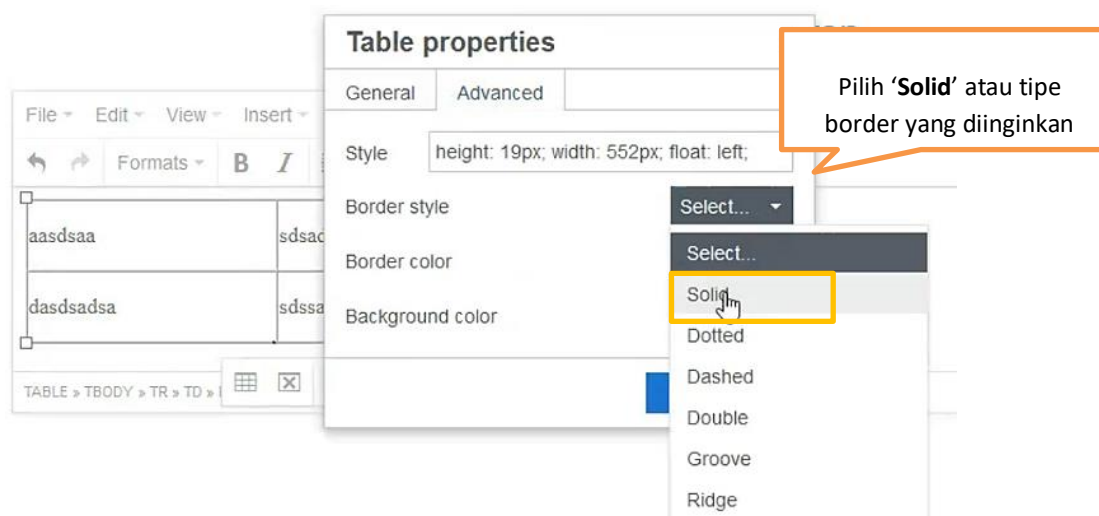 Table properties
Pilih ‘Solid’ atau tipe
border yang diinginkan
General Advanced
File Edit View Insert
Formats B I
Style height: 19px; width: 552px; float: left;
Border style Select...
aasdsaa
Border color Select...
Solid
dasdsadsa
Background color
Dotted
Dashed
TABLE » TBODY » TR » TD »
Double
Groove
Ridge